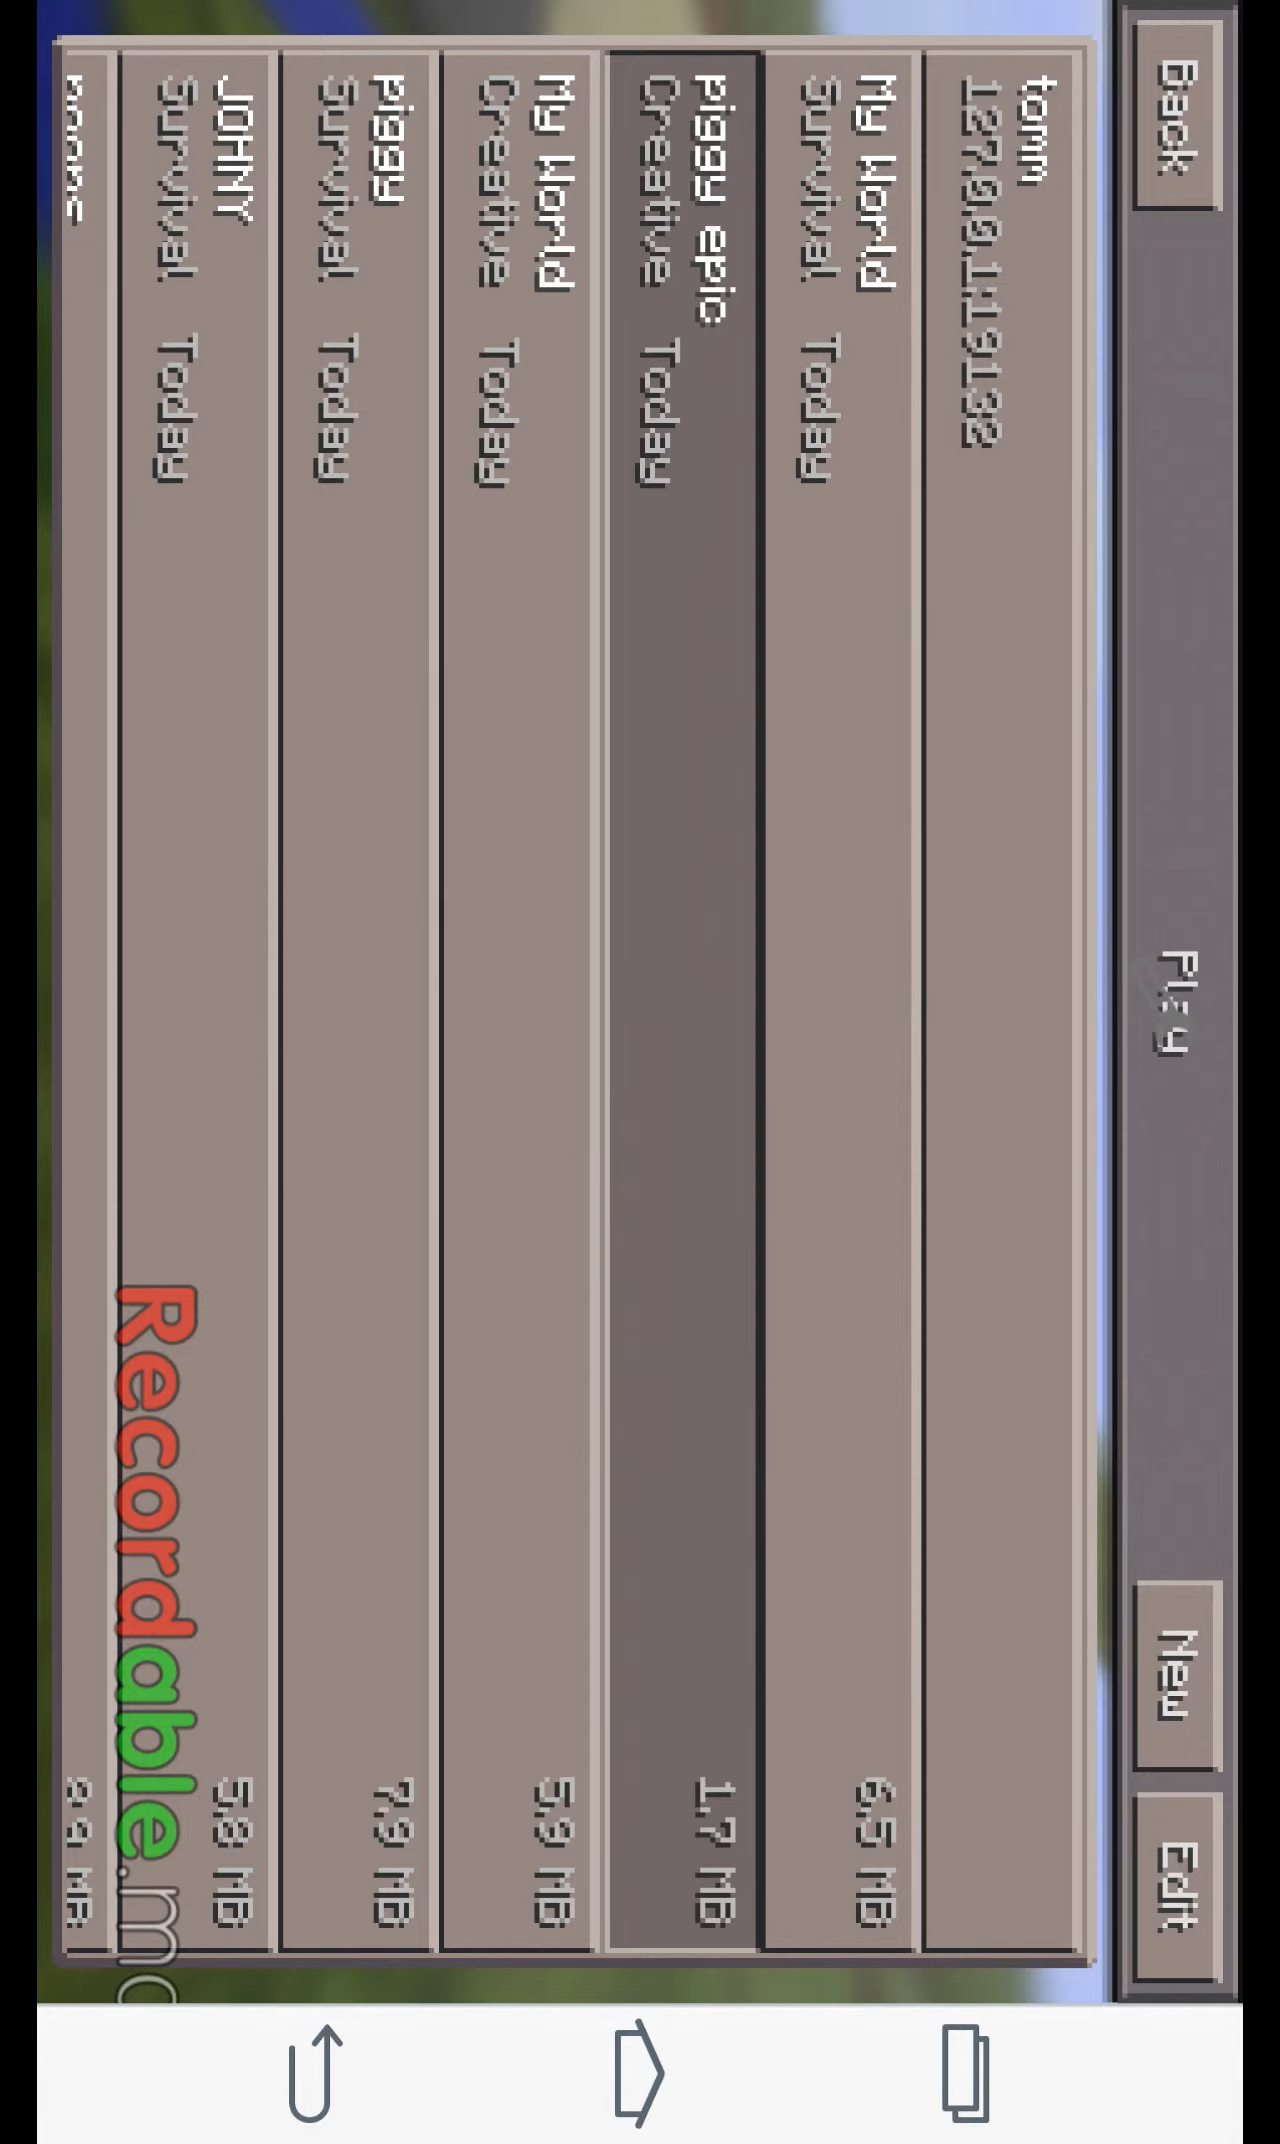 Back
Play
New
Edit
tomm
127.0.0.1:19132
My World
Survival Today
6.5 MB
piggy epic
Creative Today
1.7 MB
My World
Creative Today
5.9 MB
piggy
Survival Today
7.9 MB
JOHNY
Survival Today
5.8 MB
Recordable.mo